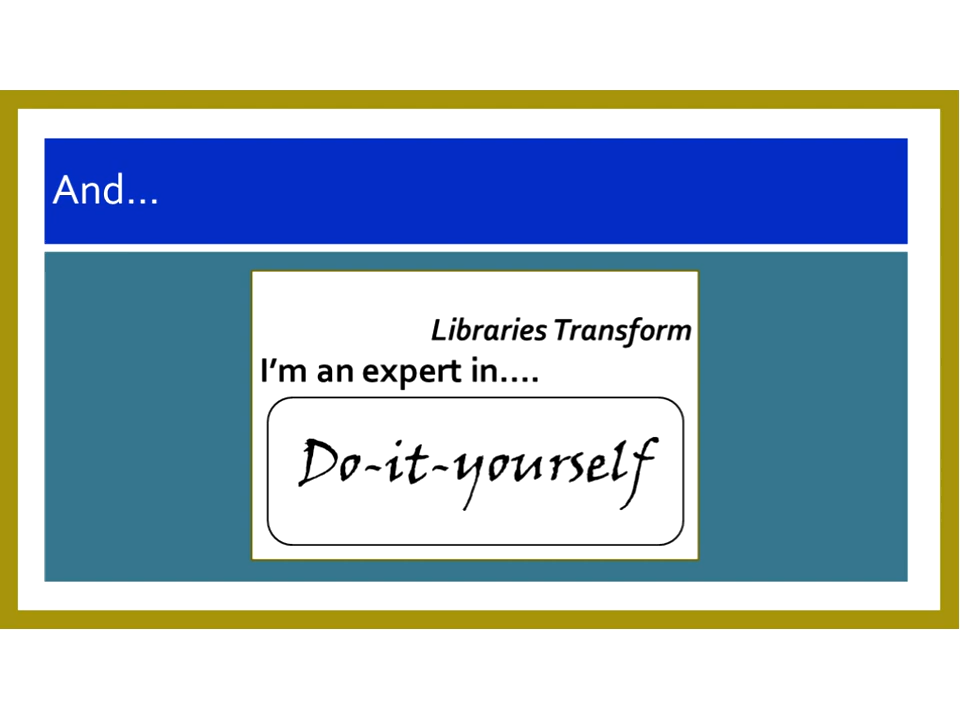 And...
Libraries Transform
I'm an expert in....
Do-it-yourself